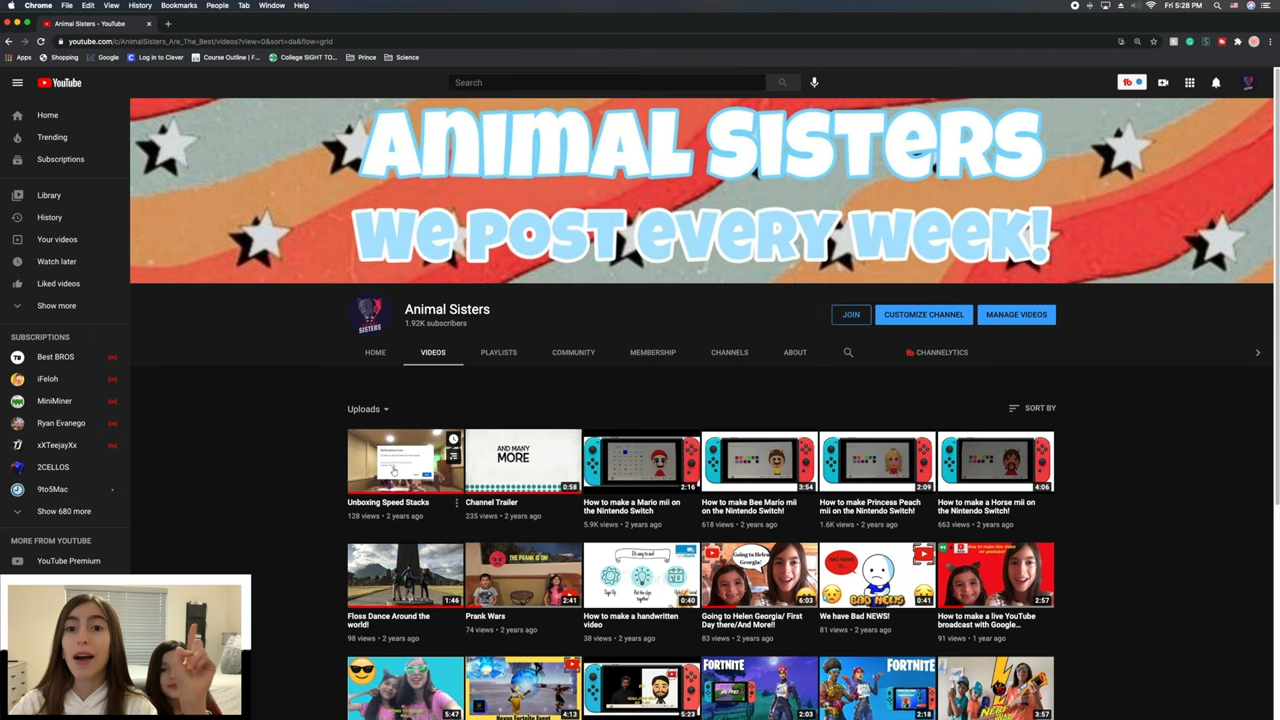 Chrome File Edit View History Bookmarks People Tab Window Help Fri 5:28 PM
Animal Sisters - YouTube
youtube.com/c/AnimalSisters_Are_The_Best/videos?view=0&sort=da&flow=grid
Apps Shopping Google Log in to Clever Course Outline | F... College SIGHT TO... Prince Science
YouTube Search
ANIMAL SISTERS
WE POST EVERY WEEK!
Home
Trending
Subscriptions
Library
History
Your videos
Watch later
Liked videos
Show more
SUBSCRIPTIONS
Best BROS
iFeloh
MiniMiner
Ryan Evanego
xXTeejayXx
2CELLOS
9to5Mac
Show 680 more
MORE FROM YOUTUBE
YouTube Premium
SISTERS
Animal Sisters
1.92K subscribers
JOIN CUSTOMIZE CHANNEL MANAGE VIDEOS
HOME VIDEOS PLAYLISTS COMMUNITY MEMBERSHIP CHANNELS ABOUT CHANNELYTICS
Uploads SORT BY
AND MANY
MORE
0:58 2:16 3:54 2:09 4:06
Unboxing Speed Stacks
128 views • 2 years ago
Channel Trailer
235 views • 2 years ago
How to make a Mario mii on
the Nintendo Switch
5.9K views • 2 years ago
How to make Bee Mario mii
on the Nintendo Switch!
618 views • 2 years ago
How to make Princess Peach
mii on the Nintendo Switch!
1.6K views • 2 years ago
How to make a Horse mii on
the Nintendo Switch!
663 views • 2 years ago
THE PRANK IS ON!
Going to Helen
Georgia!
BAD NEWS...
BAD NEWS
1:46 2:41 0:40 6:03 0:41 2:57
Floss Dance Around the
world!
98 views • 2 years ago
Prank Wars
74 views • 2 years ago
How to make a handwritten
video
38 views • 2 years ago
Going to Helen Georgia/ First
Day there/And More!!
83 views • 2 years ago
We have Bad NEWS!
81 views • 2 years ago
How to make a live YouTube
broadcast with Google...
91 views • 1 year ago
FORTNITE
FORTNITE
NERF
5:47 4:13 5:23 2:03 2:18 3:57